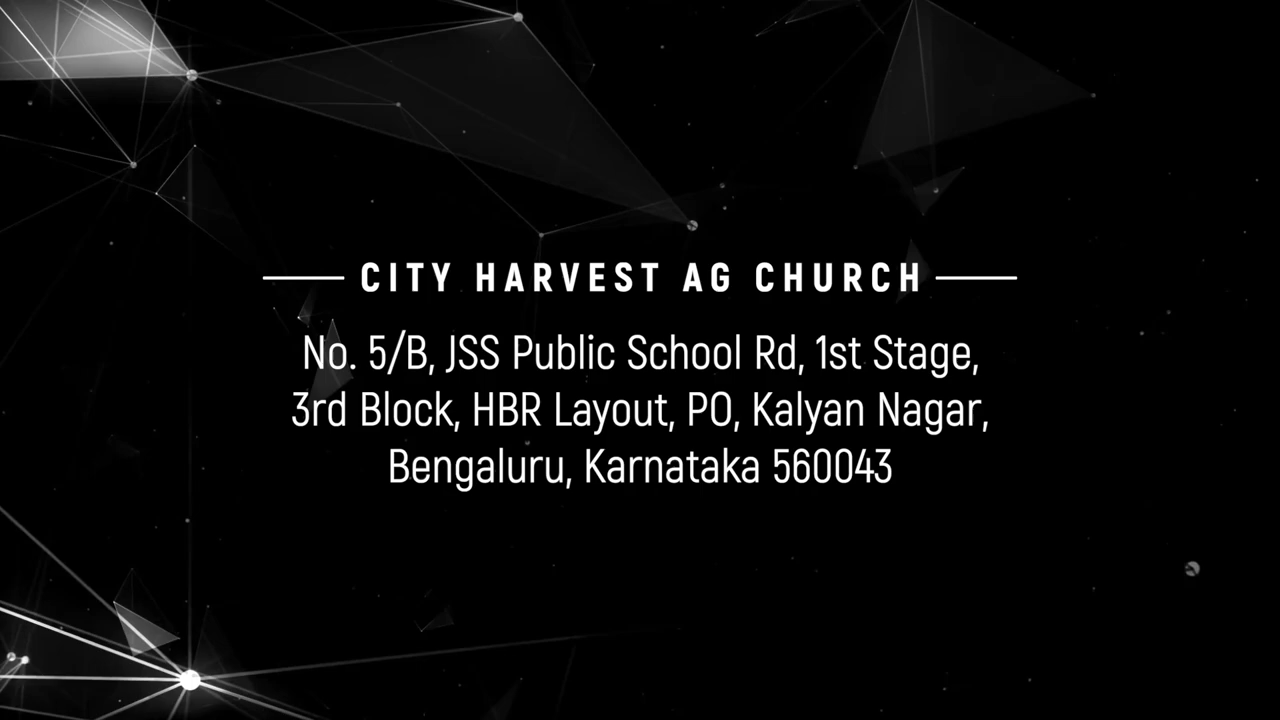 CITY HARVEST AG CHURCH
No. 5/B, JSS Public School Rd, 1st Stage,
3rd Block, HBR Layout, PO, Kalyan Nagar,
Bengaluru, Karnataka 560043